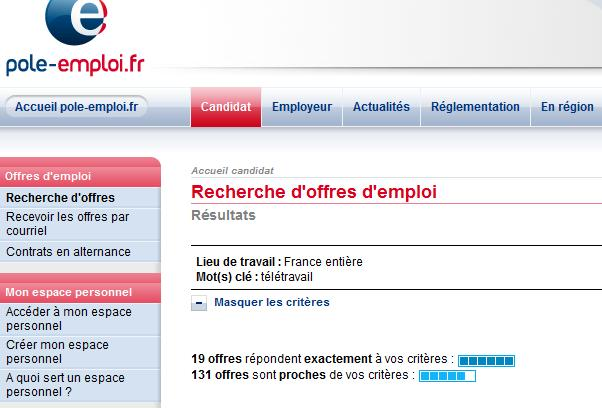 e
pole-emploi.fr
Accueil pole-emploi.fr
Candidat
Employeur
Actualités
Réglementation
En région
Offres d'emploi
Recherche d'offres
Recevoir les offres par
courriel
Contrats en alternance
Mon espace personnel
Accéder à mon espace
personnel
Créer mon espace
personnel
A quoi sert un espace
personnel ?
Accueil candidat
Recherche d'offres d'emploi
Résultats
Lieu de travail : France entière
Mot(s) clé : télétravail
Masquer les critères
19 offres répondent exactement à vos critères :
131 offres sont proches de vos critères :